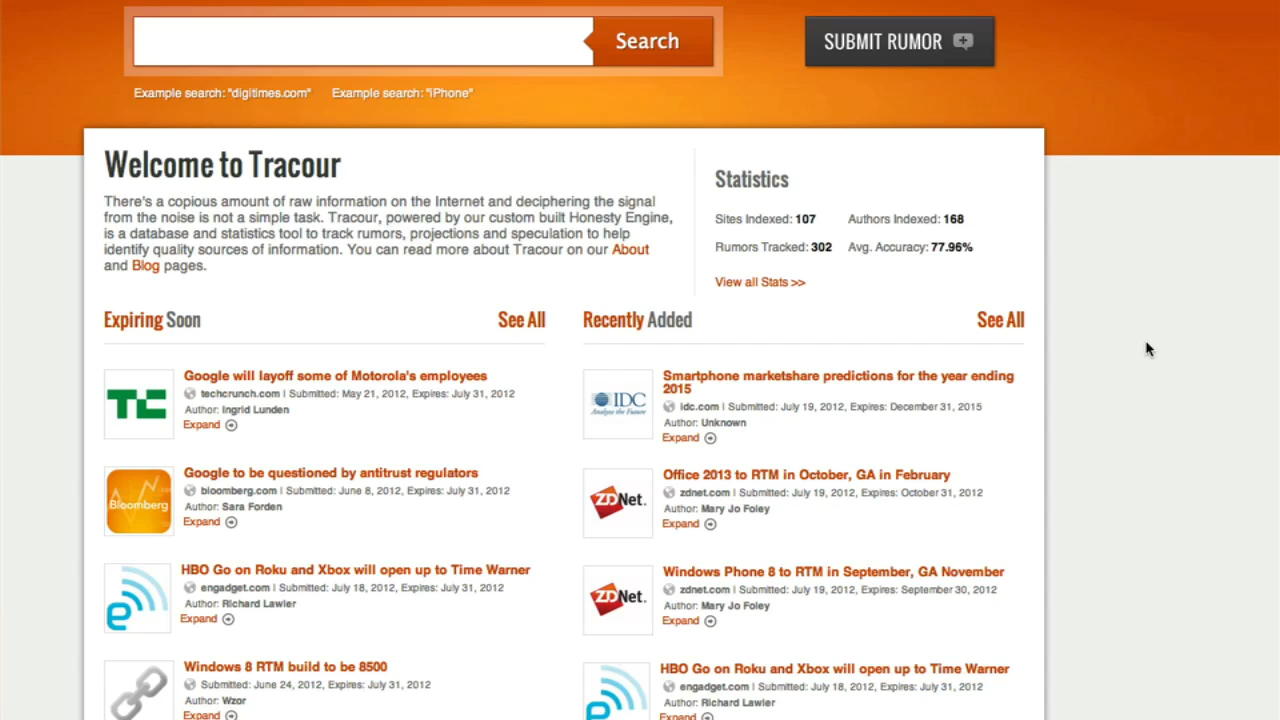 Search
SUBMIT RUMOR
Example search: "digitimes.com" Example search: "iPhone"
Welcome to Tracour
There's a copious amount of raw information on the Internet and deciphering the signal
from the noise is not a simple task. Tracour, powered by our custom built Honesty Engine,
is a database and statistics tool to track rumors, projections and speculation to help
identify quality sources of information. You can read more about Tracour on our About
and Blog pages.
Statistics
Sites Indexed: 107 Authors Indexed: 168
Rumors Tracked: 302 Avg. Accuracy: 77.96%
View all Stats >>
Expiring Soon See All
TC
Google will layoff some of Motorola's employees
techcrunch.com | Submitted: May 21, 2012, Expires: July 31, 2012
Author: Ingrid Lunden
Expand
Bloomberg
Google to be questioned by antitrust regulators
bloomberg.com | Submitted: June 8, 2012, Expires: July 31, 2012
Author: Sara Forden
Expand
e
HBO Go on Roku and Xbox will open up to Time Warner
engadget.com | Submitted: July 18, 2012, Expires: July 31, 2012
Author: Richard Lawler
Expand
Windows 8 RTM build to be 8500
Submitted: June 24, 2012, Expires: July 31, 2012
Author: Wzor
Expand
Recently Added See All
IDC
Analyze the Future
Smartphone marketshare predictions for the year ending
2015
idc.com | Submitted: July 19, 2012, Expires: December 31, 2015
Author: Unknown
Expand
ZDNet.
Office 2013 to RTM in October, GA in February
zdnet.com | Submitted: July 19, 2012, Expires: October 31, 2012
Author: Mary Jo Foley
Expand
ZDNet.
Windows Phone 8 to RTM in September, GA November
zdnet.com | Submitted: July 19, 2012, Expires: September 30, 2012
Author: Mary Jo Foley
Expand
HBO Go on Roku and Xbox will open up to Time Warner
engadget.com | Submitted: July 18, 2012, Expires: July 31, 2012
Author: Richard Lawler
Expand